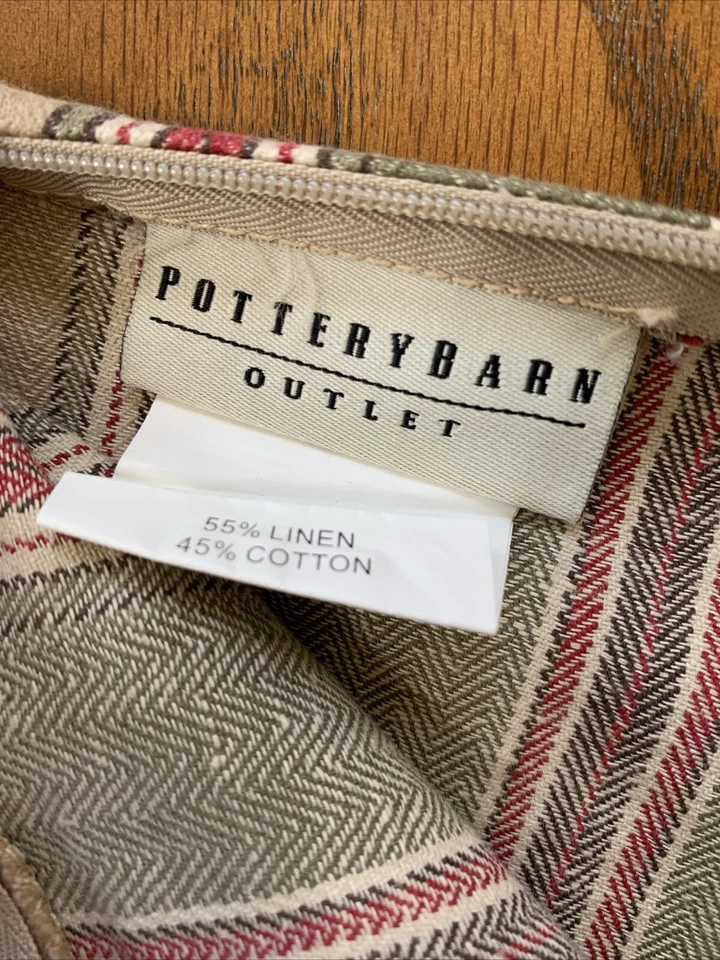 POTTERYBARN
OUTLET
55% LINEN
45% COTTON